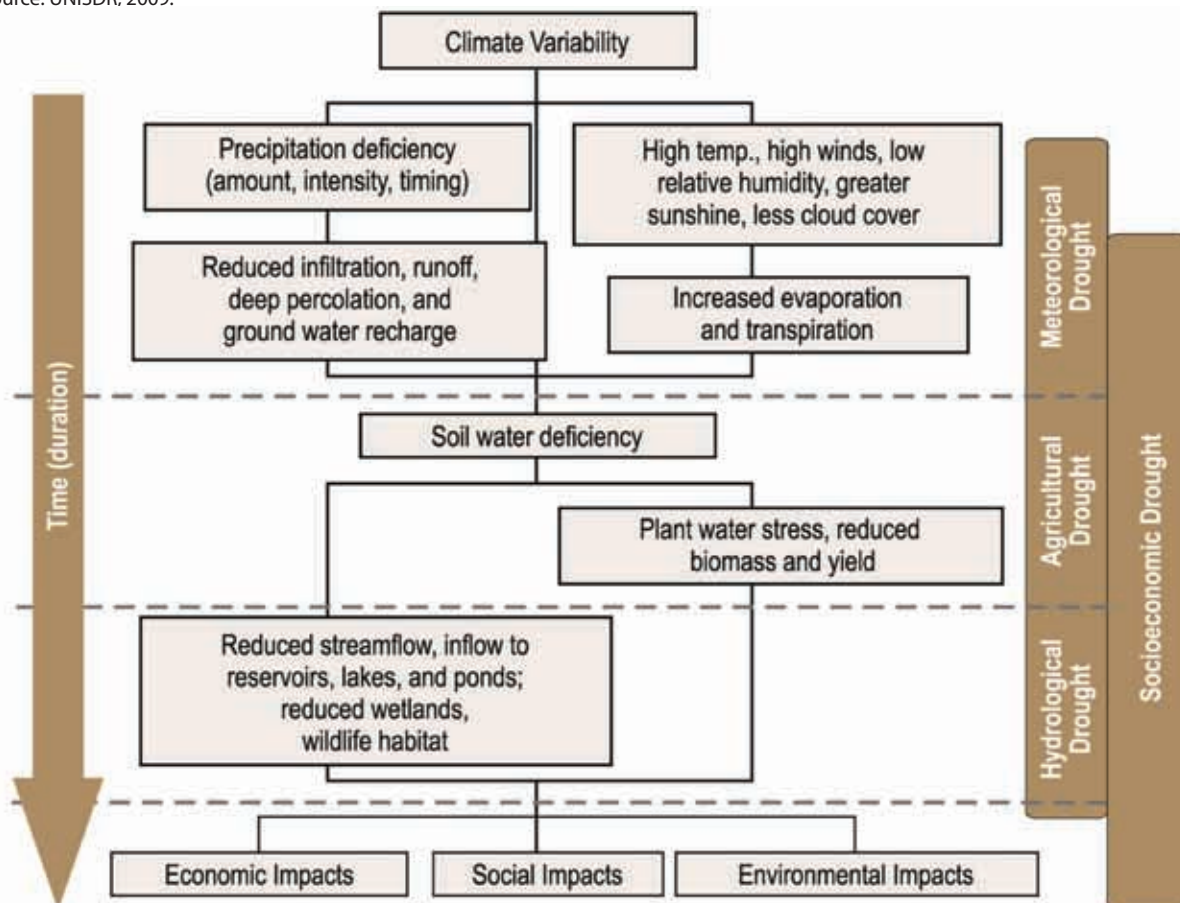 UNISDR, 2009.
Climate Variability
Precipitation deficiency
(amount, intensity, timing)
High temp., high winds, low
relative humidity, greater
sunshine, less cloud cover
Reduced infiltration, runoff,
deep percolation, and
ground water recharge
Increased evaporation
and transpiration
Soil water deficiency
Plant water stress, reduced
biomass and yield
Reduced streamflow, inflow to
reservoirs, lakes, and ponds;
reduced wetlands,
wildlife habitat
Economic Impacts
Social Impacts
Environmental Impacts
Time (duration)
Meteorological
Drought
Agricultural
Drought
Hydrological
Drought
Socioeconomic Drought